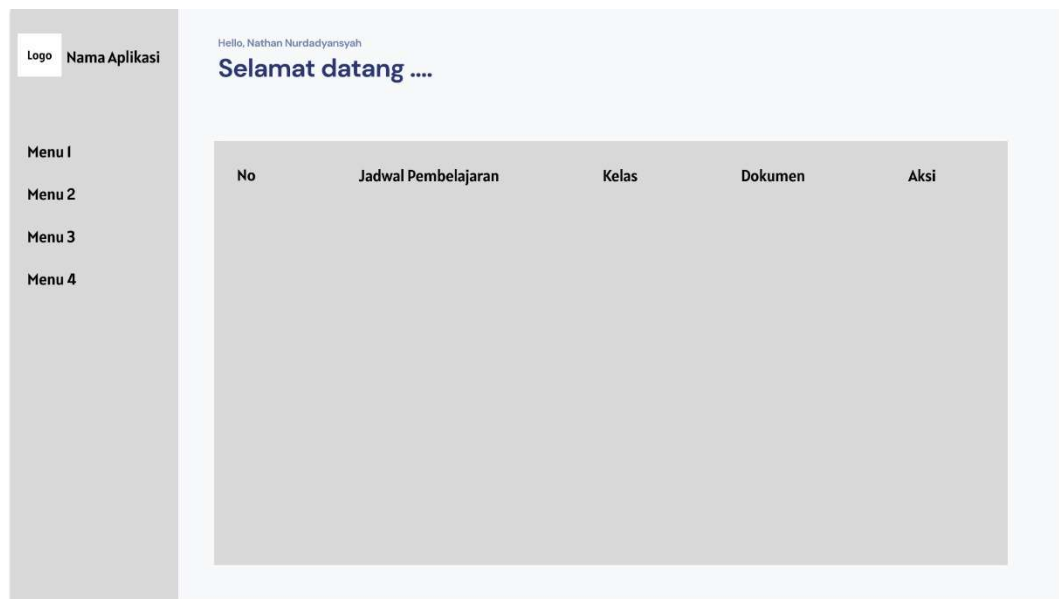 Logo Nama Aplikasi
Menu 1
Menu 2
Menu 3
Menu 4
Hello, Nathan Nurdadyansyah
Selamat datang ....
No Jadwal Pembelajaran Kelas Dokumen Aksi